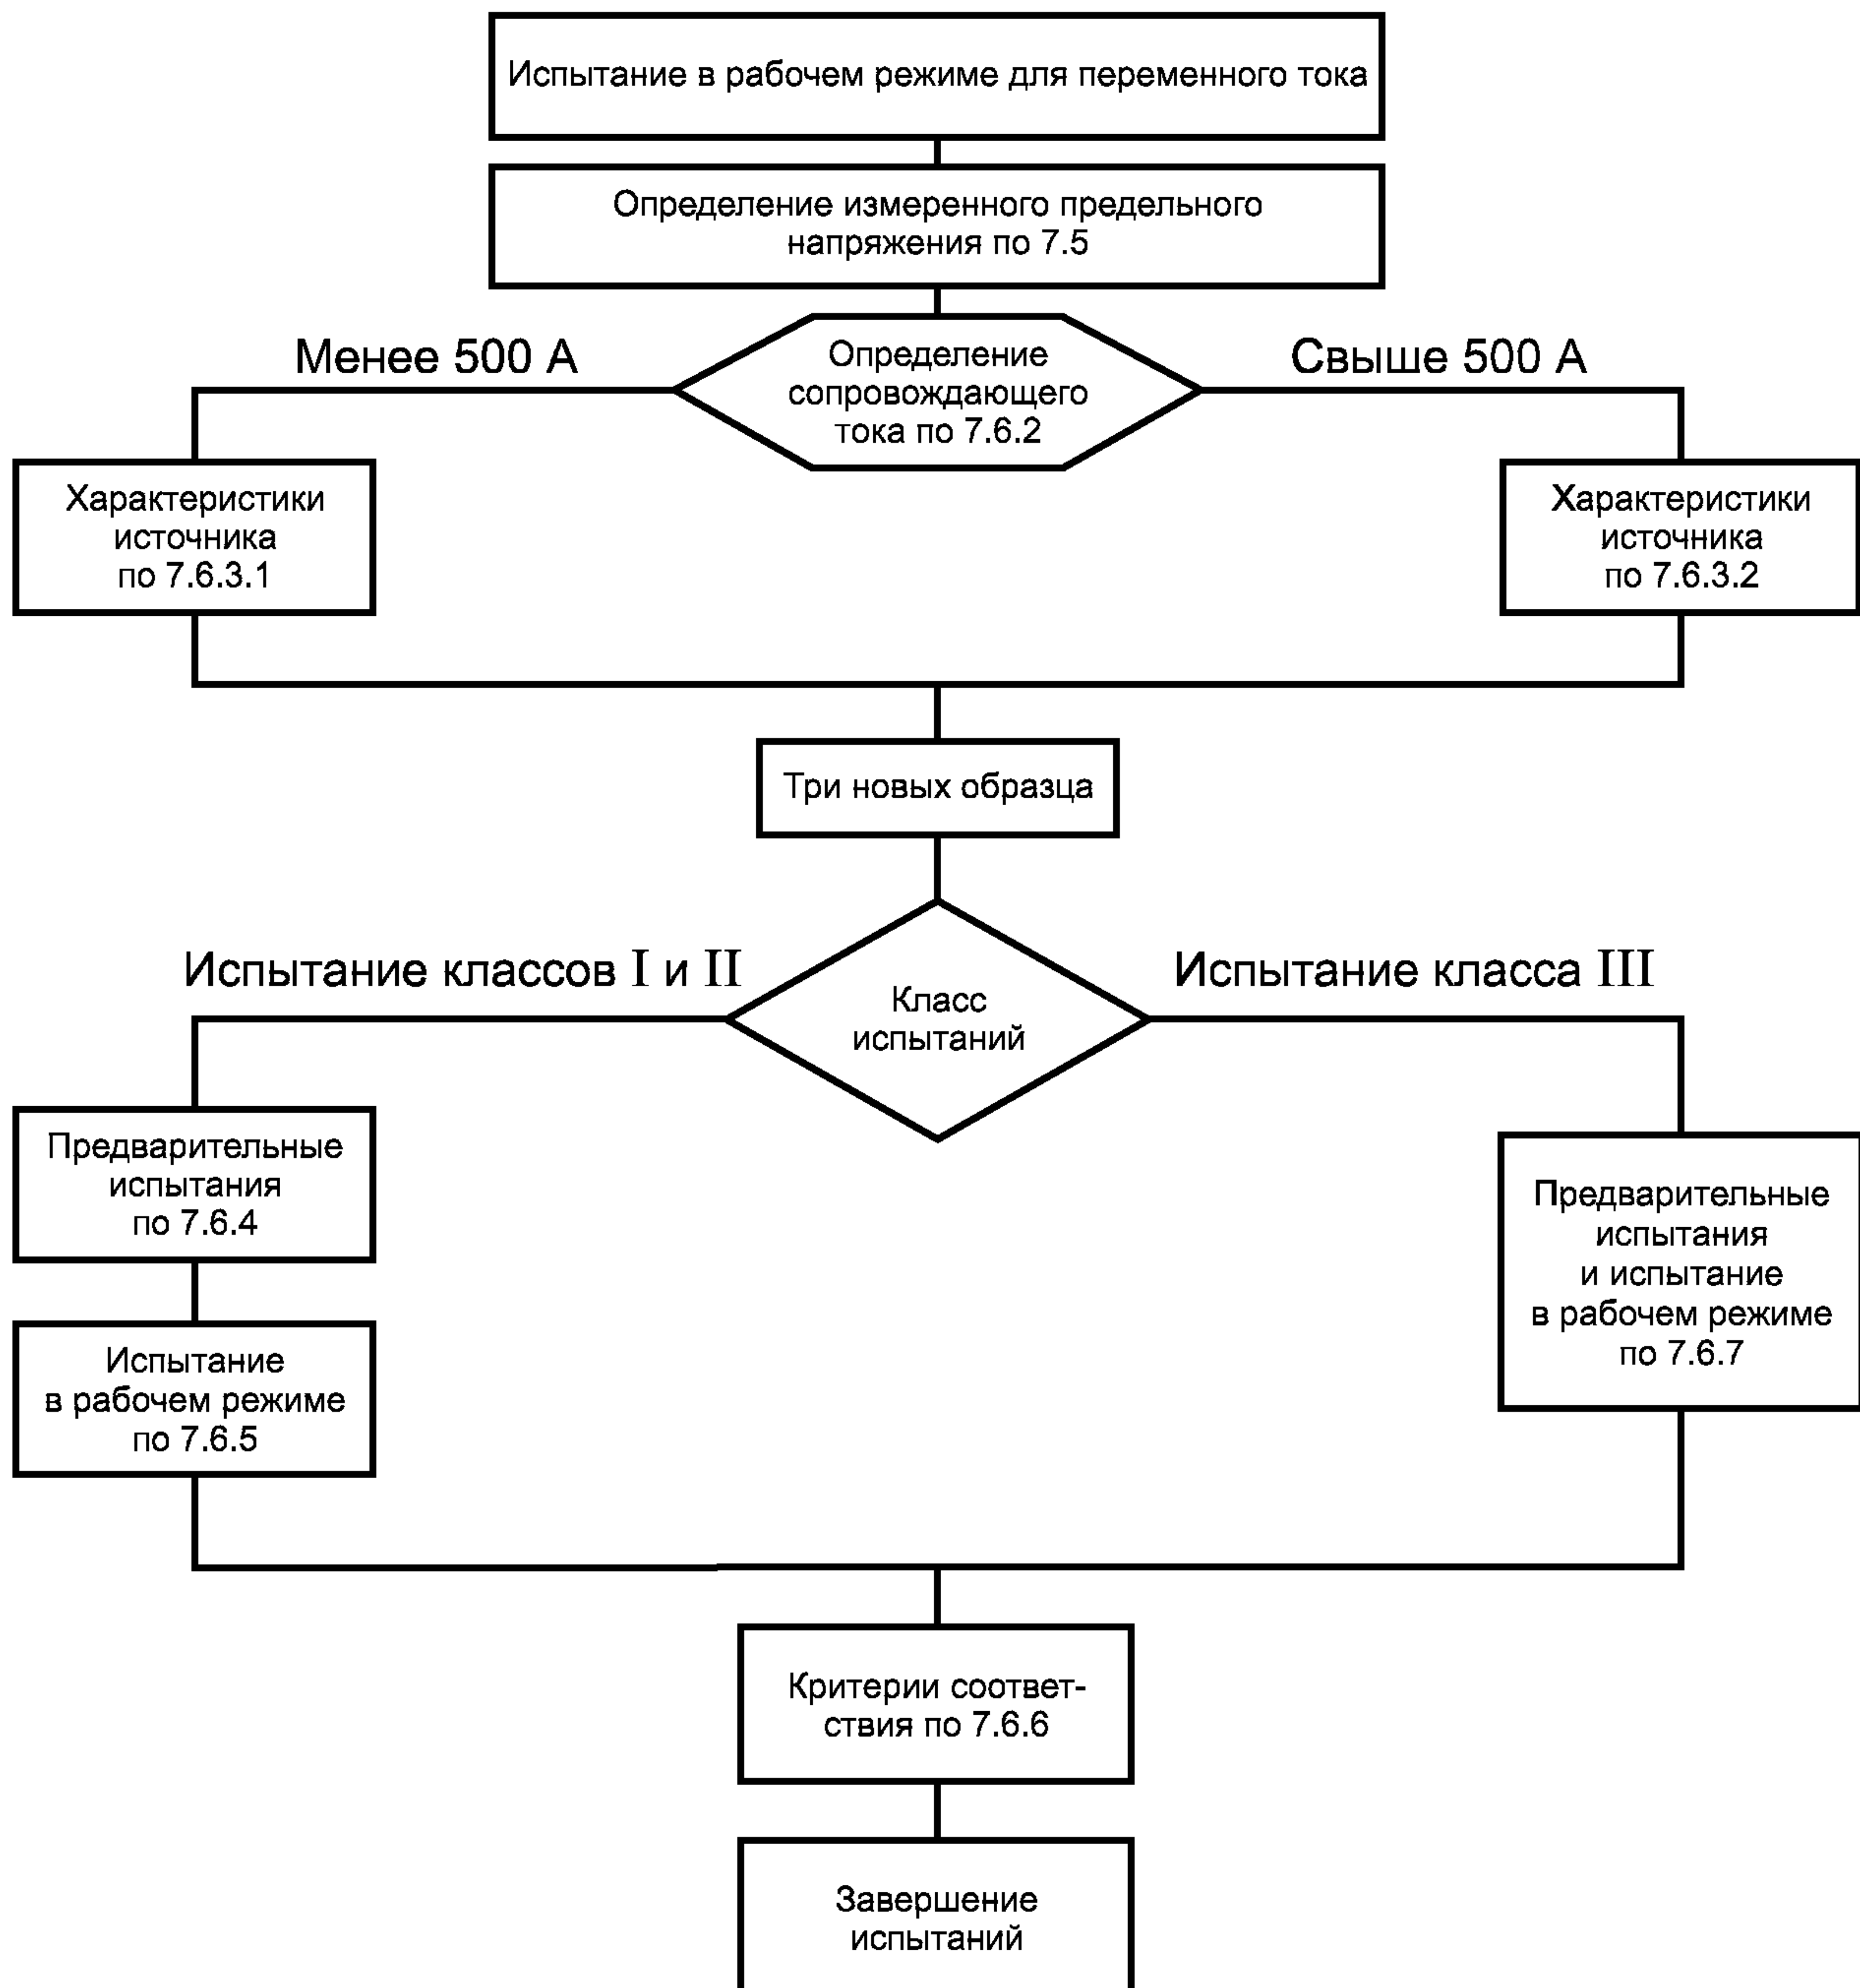 Испытание в рабочем режиме для переменного тока
Определение измеренного предельного
напряжения по 7.5
Менее 500 А
Определение
сопровождающего
тока по 7.6.2
Свыше 500 А
Характеристики
источника
по 7.6.3.1
Характеристики
источника
по 7.6.3.2
Три новых образца
Испытание классов I и II
Класс
испытаний
Испытание класса III
Предварительные
испытания
по 7.6.4
Испытание
в рабочем режиме
по 7.6.5
Предварительные
испытания
и испытание
в рабочем режиме
по 7.6.7
Критерии соответ-
ствия по 7.6.6
Завершение
испытаний